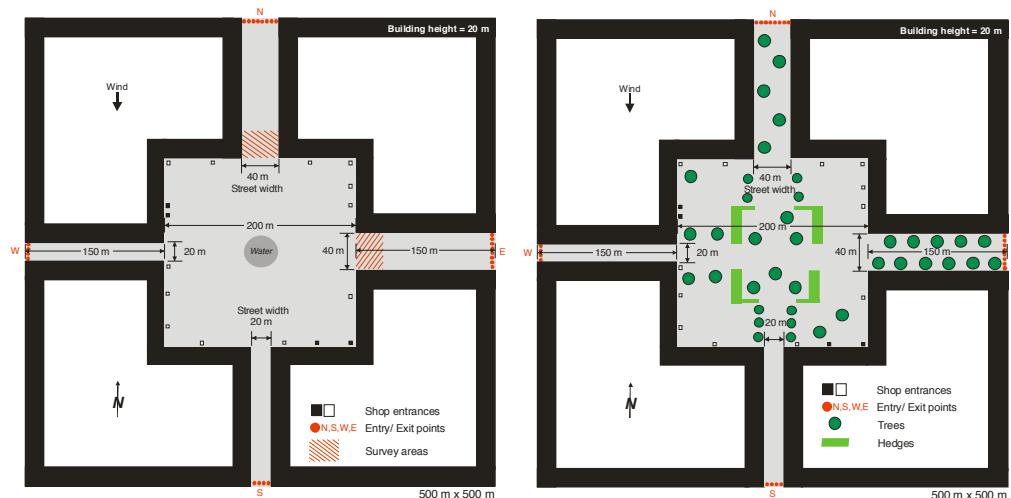 N
Building height = 20 m
Wind
40 m
Street width
200 m
W
150 m
20 m
Water
40 m
150 m
E
Street width
20 m
N
Shop entrances
N,S,W,E
Entry/ Exit points
Survey areas
S
500 m x 500 m
N
Building height = 20 m
Wind
40 m
Street width
200 m
W
150 m
20 m
40 m
150 m
E
20 m
N
Shop entrances
N,S,W,E
Entry/ Exit points
Trees
Hedges
S
500 m x 500 m